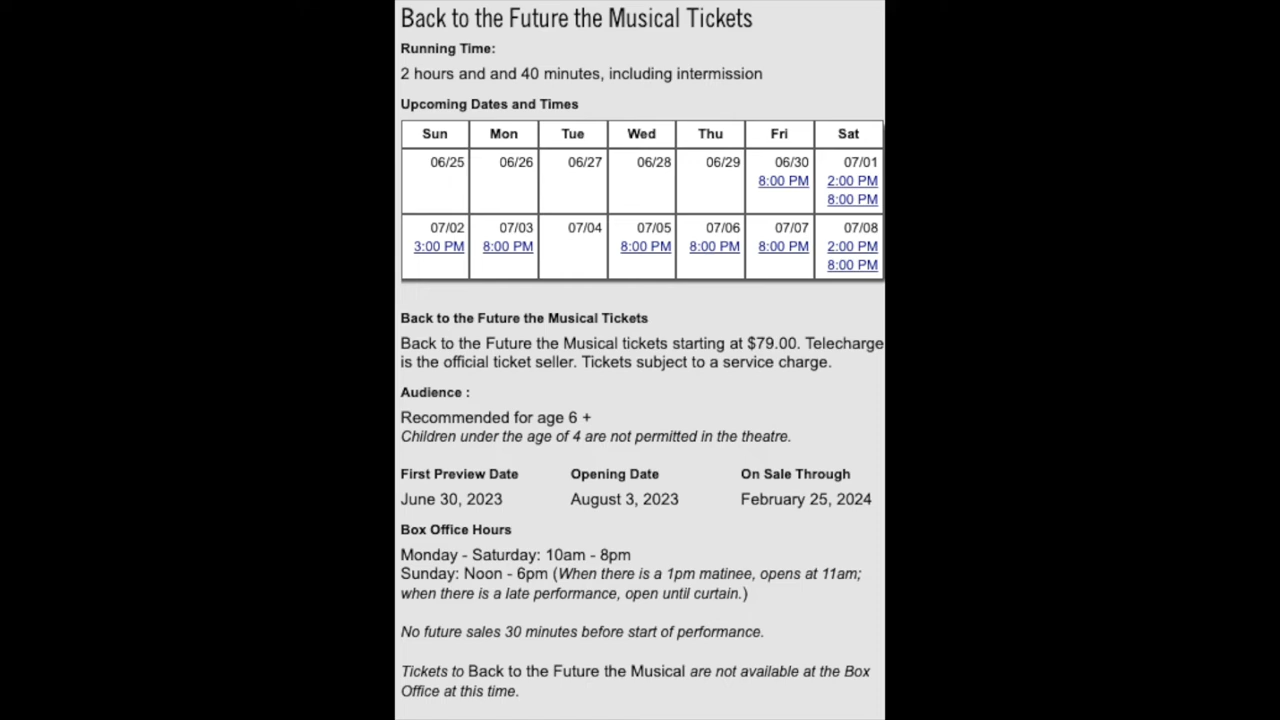 Back to the Future the Musical Tickets
Running Time:
2 hours and and 40 minutes, including intermission
Upcoming Dates and Times
Sun Mon Tue Wed Thu Fri Sat
06/25 06/26 06/27 06/28 06/29 06/30 07/01
8:00 PM 2:00 PM
8:00 PM
07/02 07/03 07/04 07/05 07/06 07/07 07/08
3:00 PM 8:00 PM 8:00 PM 8:00 PM 8:00 PM 2:00 PM
8:00 PM
Back to the Future the Musical Tickets
Back to the Future the Musical tickets starting at $79.00. Telecharge
is the official ticket seller. Tickets subject to a service charge.
Audience :
Recommended for age 6 +
Children under the age of 4 are not permitted in the theatre.
First Preview Date Opening Date On Sale Through
June 30, 2023 August 3, 2023 February 25, 2024
Box Office Hours
Monday - Saturday: 10am - 8pm
Sunday: Noon - 6pm (When there is a 1pm matinee, opens at 11am;
when there is a late performance, open until curtain.)
No future sales 30 minutes before start of performance.
Tickets to Back to the Future the Musical are not available at the Box
Office at this time.